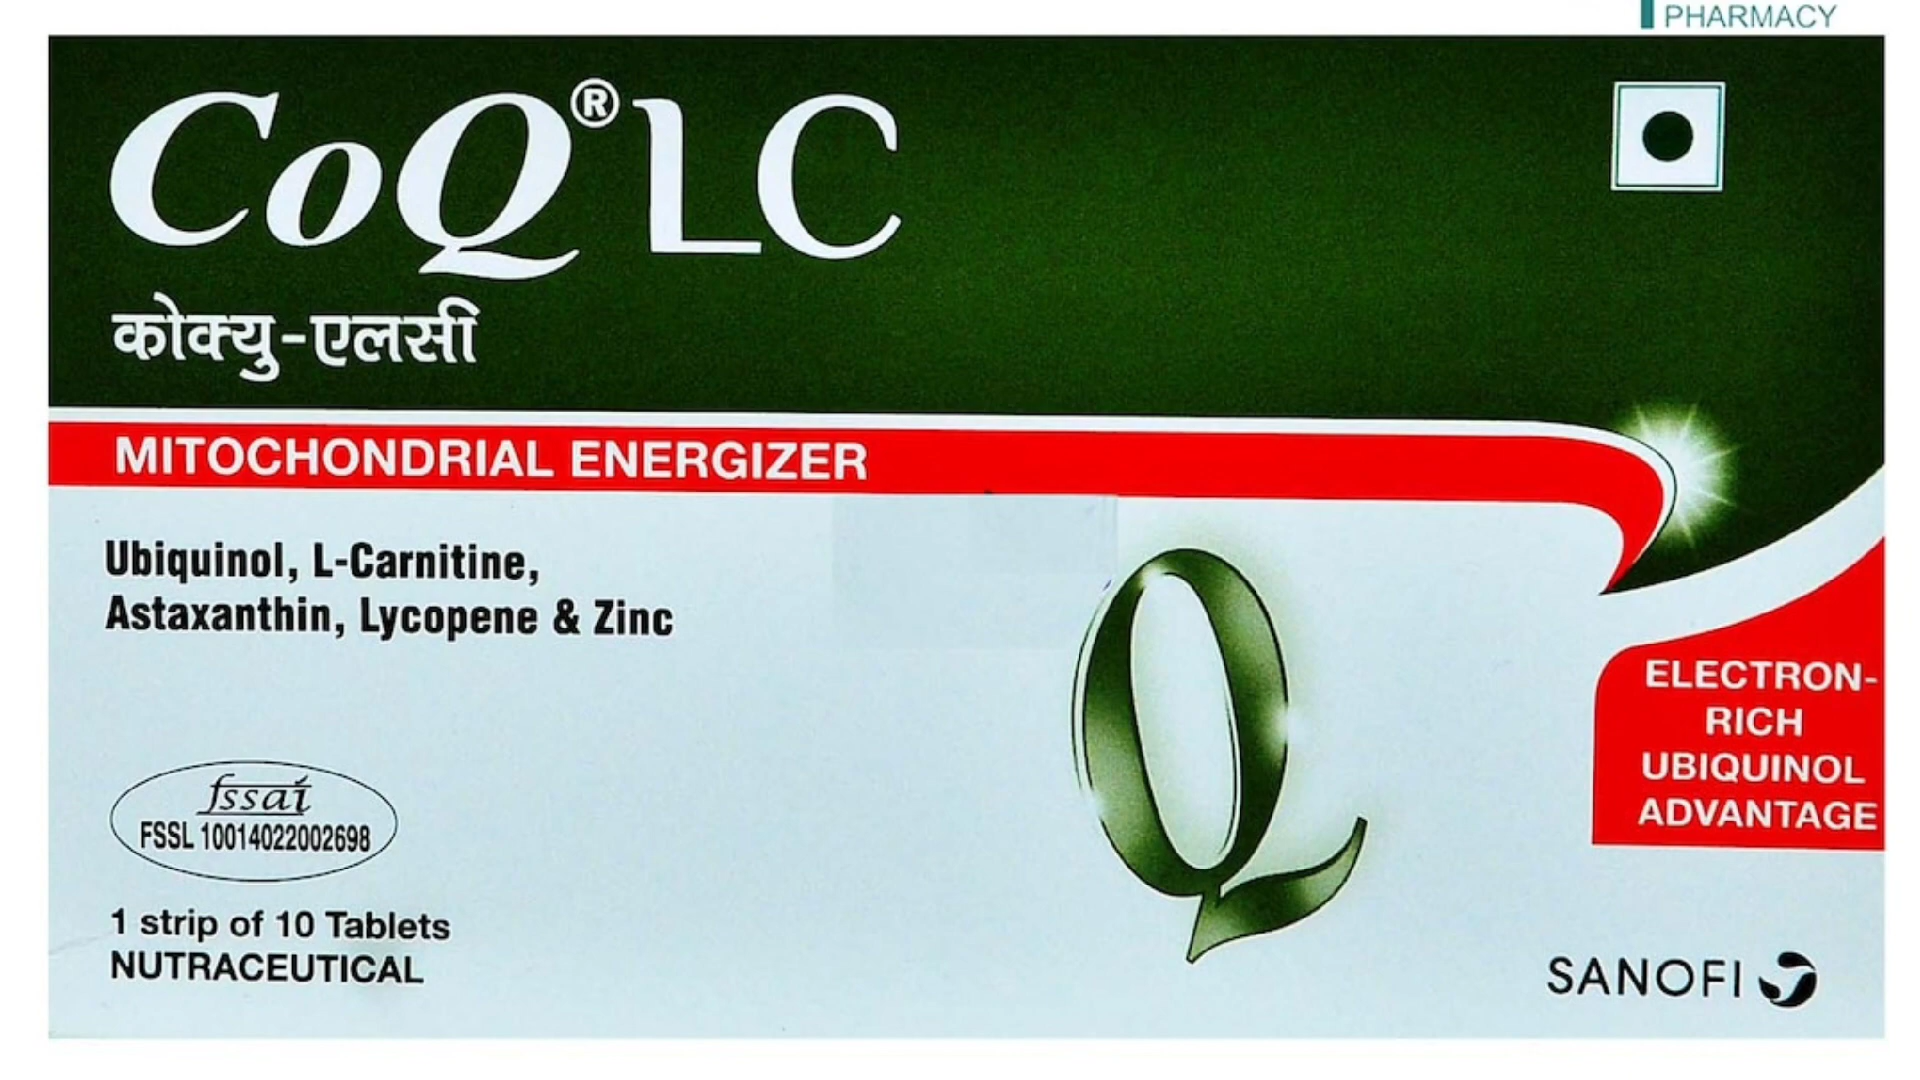 PHARMACY
CoQ® LC
कोक्यु-एलसी
MITOCHONDRIAL ENERGIZER
Ubiquinol, L-Carnitine,
Astaxanthin, Lycopene & Zinc
ELECTRON-
RICH
UBIQUINOL
ADVANTAGE
fssai
FSSL 10014022002698
1 strip of 10 Tablets
NUTRACEUTICAL
SANOFI